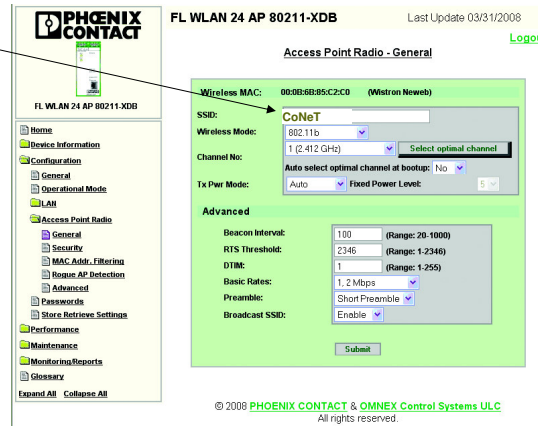 PHŒNIX
CONTACT
FL WLAN 24 AP 80211-XDB
Home
Device Information
Configuration
General
Operational Mode
LAN
Access Point Radio
General
Security
MAC Addr. Filtering
Rogue AP Detection
Advanced
Passwords
Store Retrieve Settings
Performance
Maintenance
Monitoring/Reports
Glossary
Expand All Collapse All
FL WLAN 24 AP 80211-XDB Last Update 03/31/2008
Logou
Access Point Radio - General
Wireless MAC: 00:0B:6B:85:C2:C0 (Wistron Neweb)
SSID: CoNeT
Wireless Mode: 802.11b
Channel No: 1 (2.412 GHz) Select optimal channel
Auto select optimal channel at bootup: No
Tx Pwr Mode: Auto Fixed Power Level: 5
Advanced
Beacon Interval: 100 (Range: 20-1000)
RTS Threshold: 2346 (Range: 1-2346)
DTIM: 1 (Range: 1-255)
Basic Rates: 1, 2 Mbps
Preamble: Short Preamble
Broadcast SSID: Enable
Submit
© 2008 PHOENIX CONTACT & OMNEX Control Systems ULC
All rights reserved.